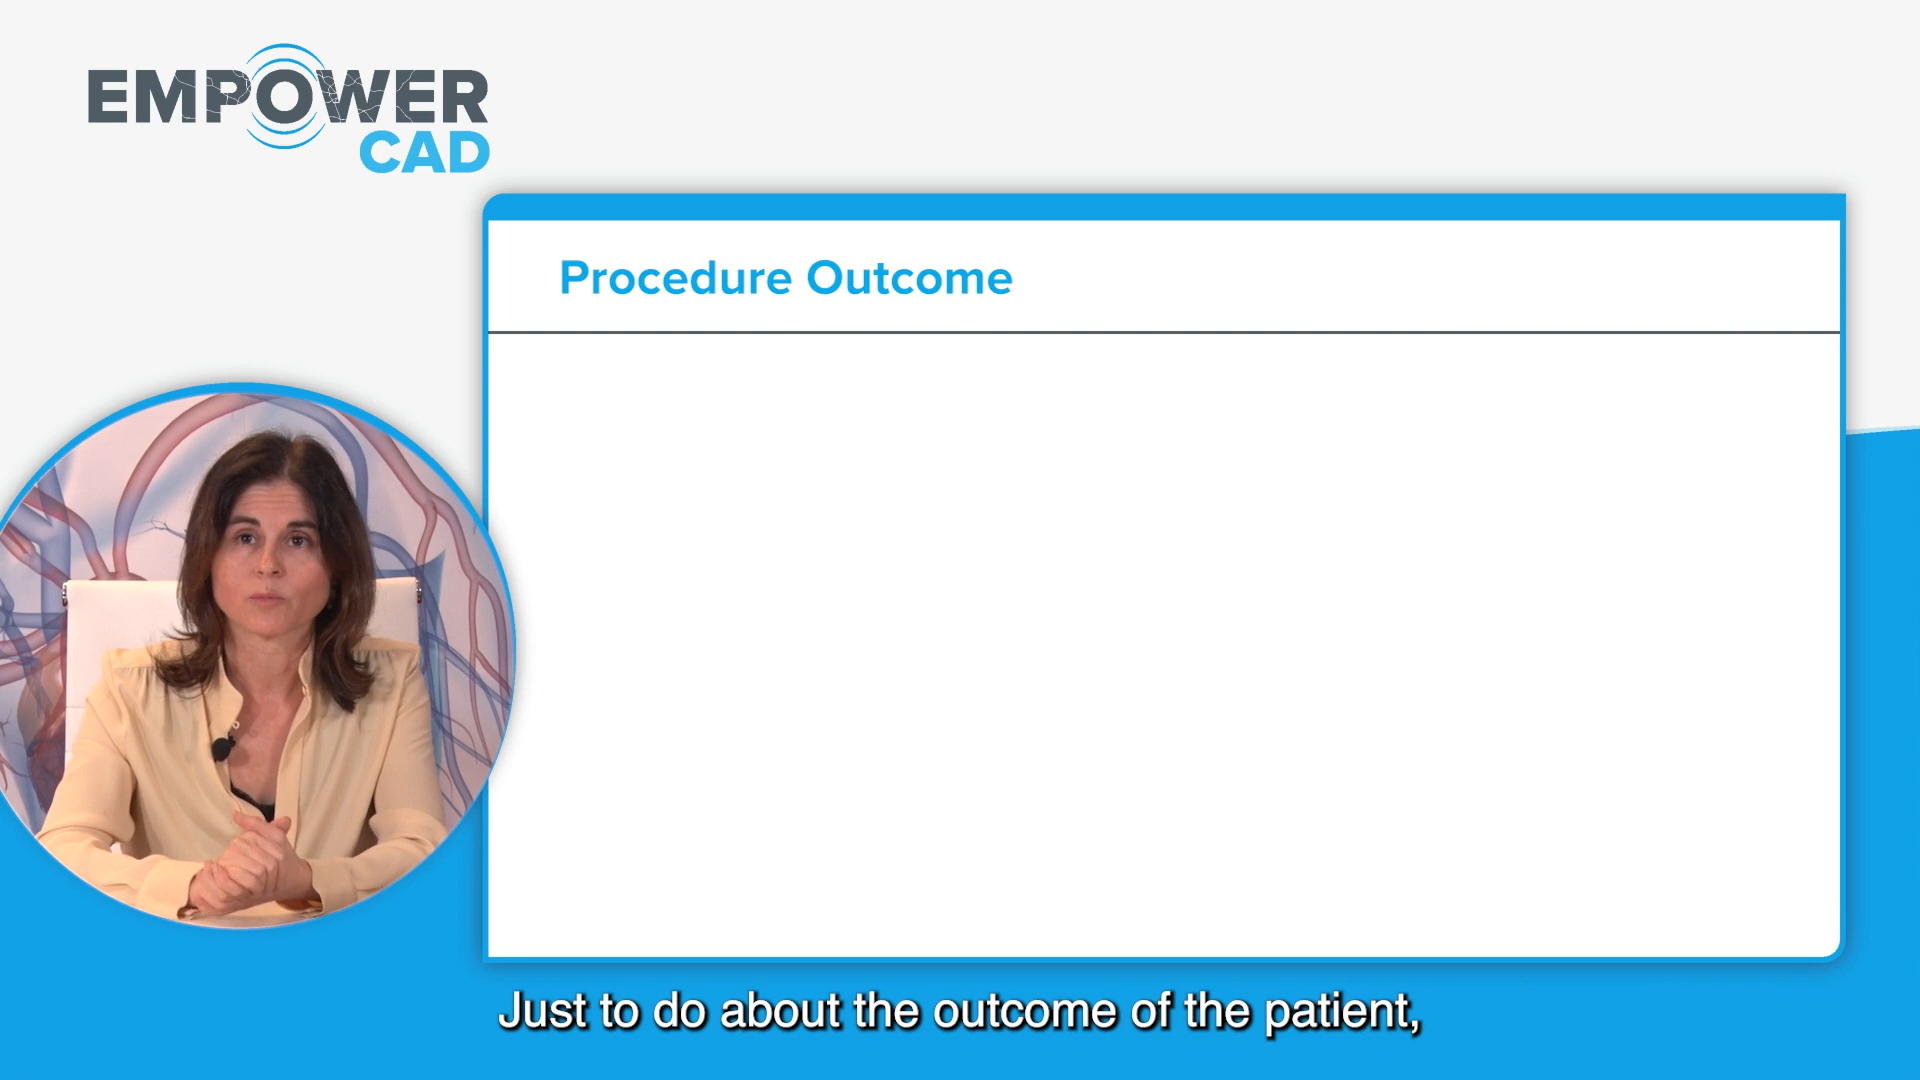 EMPOWER
CAD
Procedure Outcome
Just to do about the outcome of the patient,